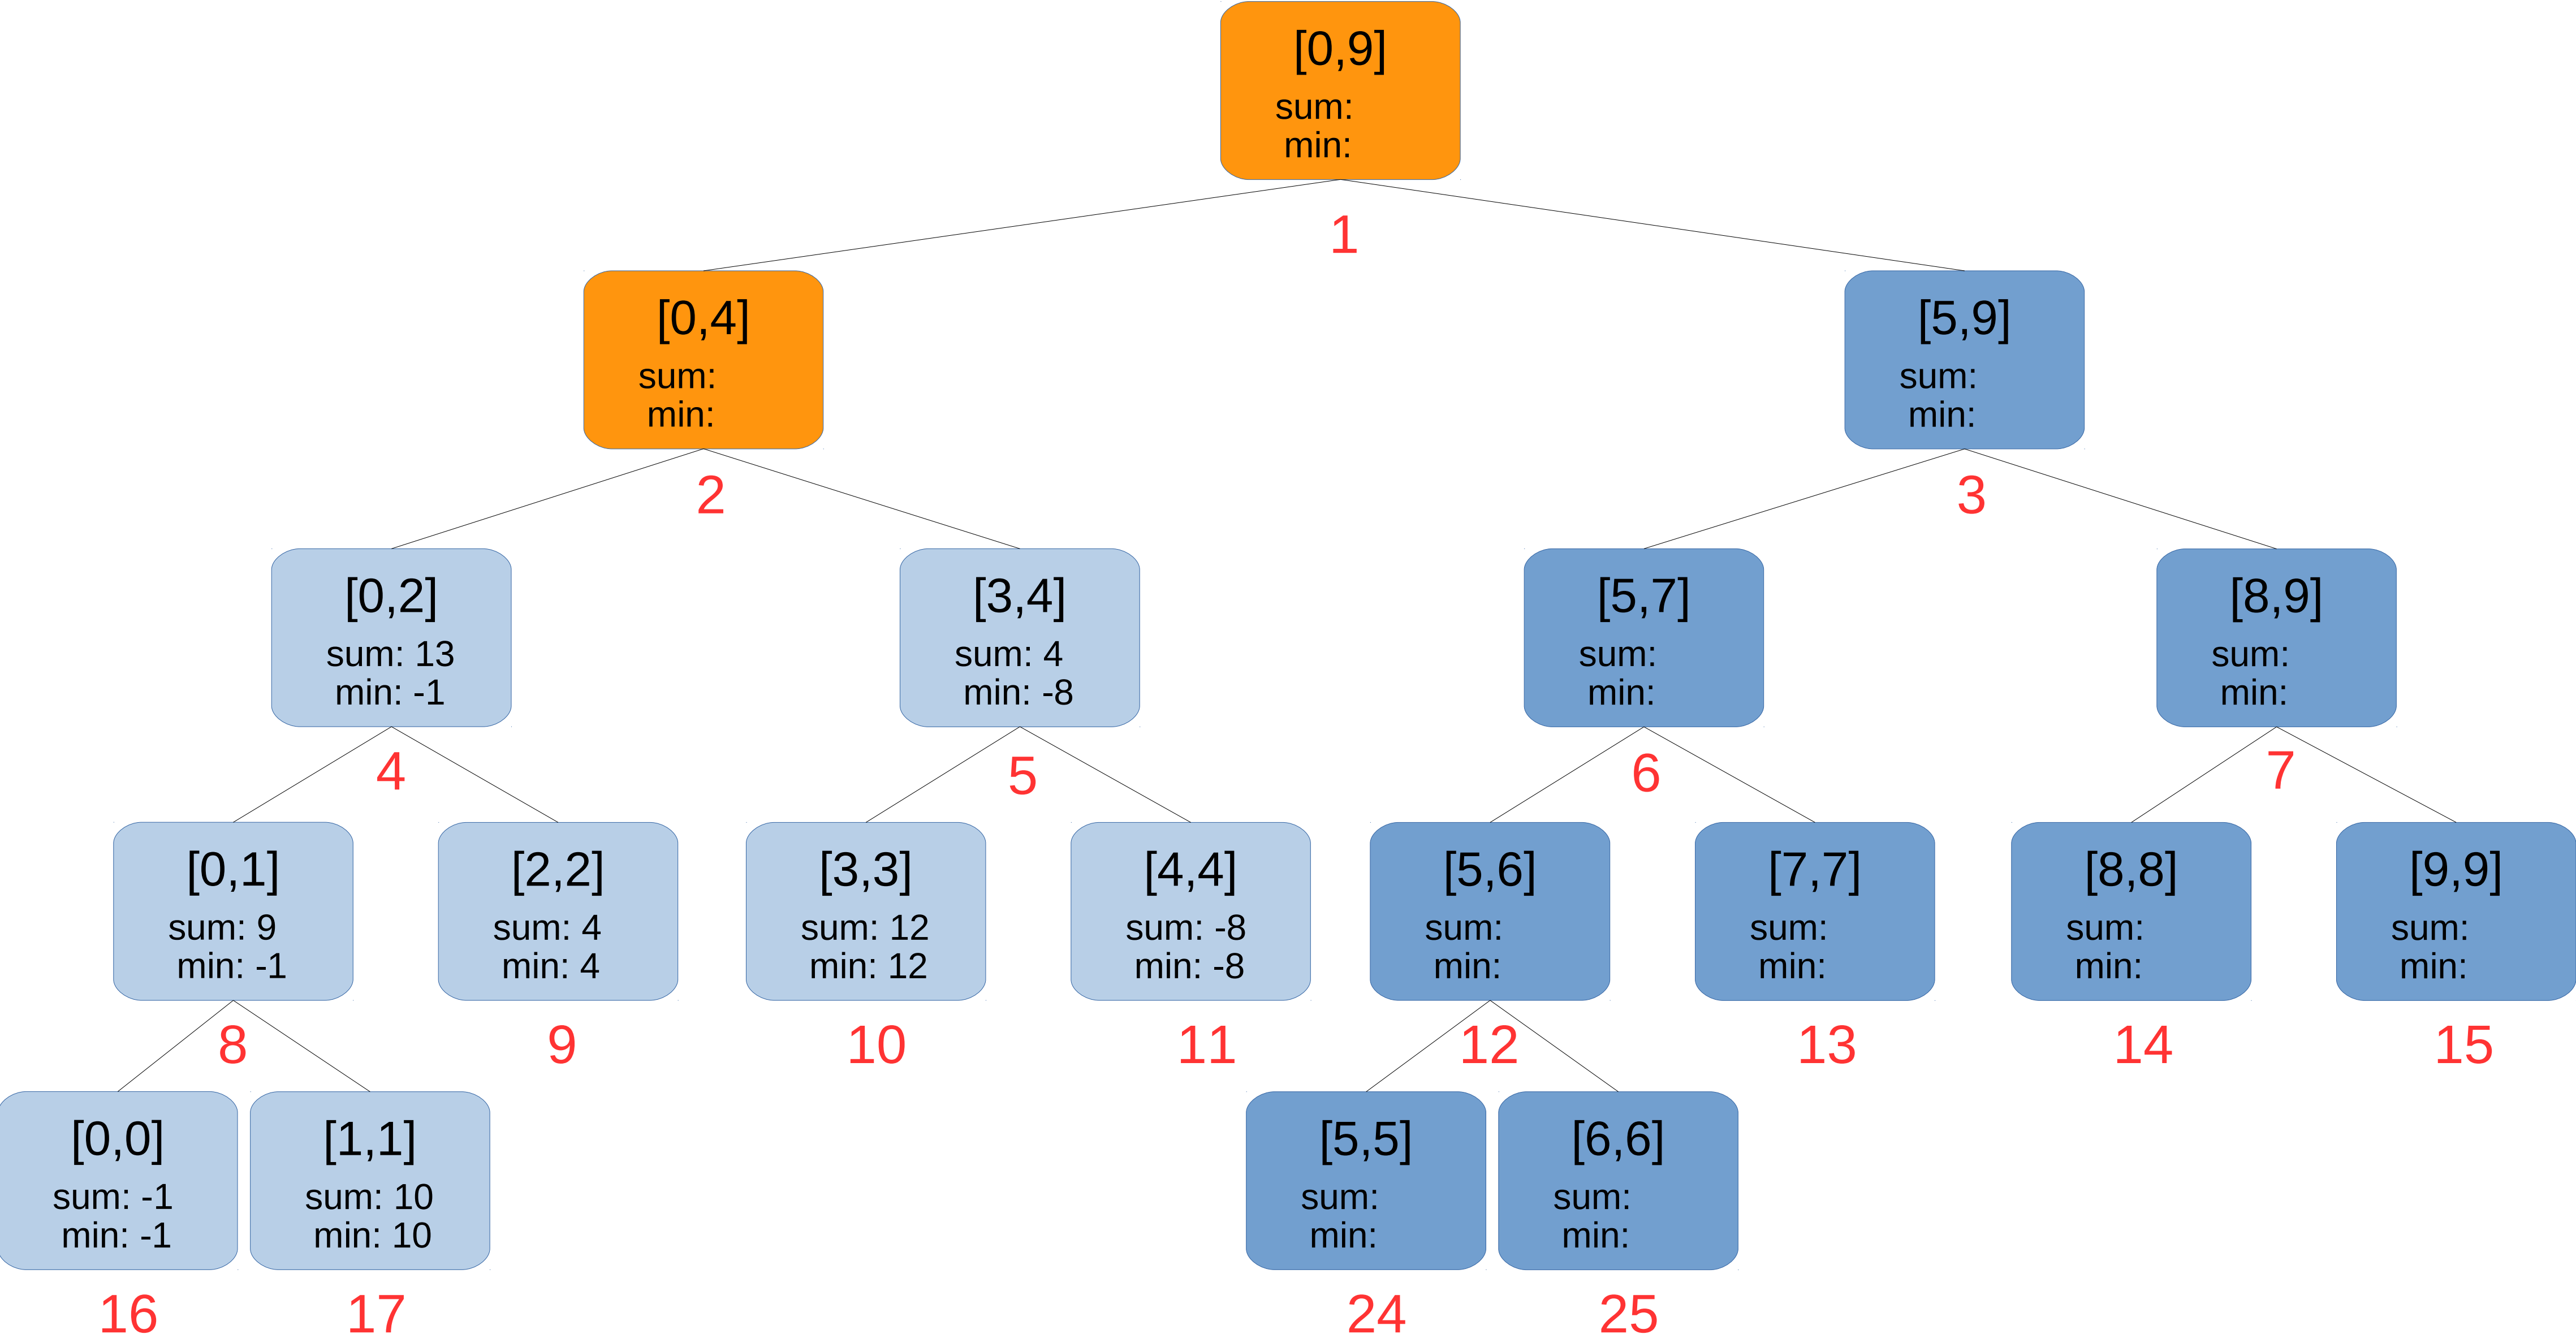 [0,9]
sum:
min:
1
[0,4]
sum:
min:
[5,9]
sum:
min:
2
3
[0,2]
sum: 13
min: -1
[3,4]
sum: 4
min: -8
[5,7]
sum:
min:
[8,9]
sum:
min:
4
5
6
7
[0,1]
sum: 9
min: -1
[2,2]
sum: 4
min: 4
[3,3]
sum: 12
min: 12
[4,4]
sum: -8
min: -8
[5,6]
sum:
min:
[7,7]
sum:
min:
[8,8]
sum:
min:
[9,9]
sum:
min:
8
9
10
11
12
13
14
15
[0,0]
sum: -1
min: -1
[1,1]
sum: 10
min: 10
[5,5]
sum:
min:
[6,6]
sum:
min:
16
17
24
25